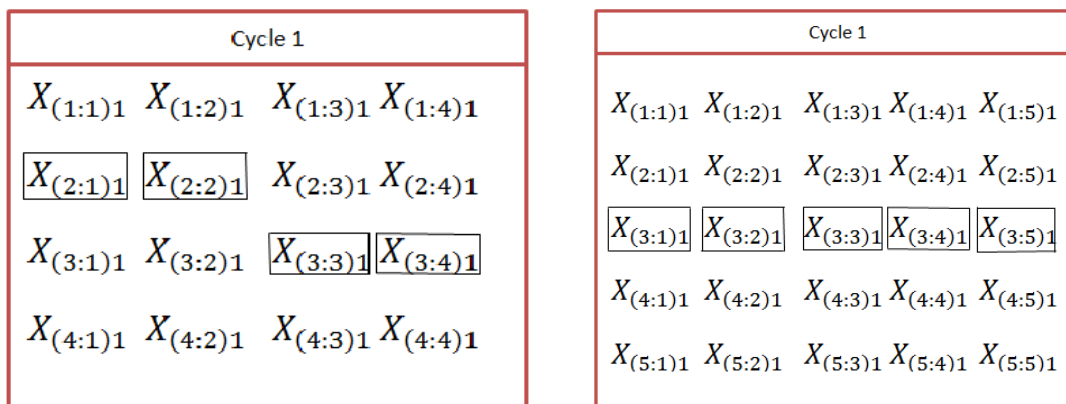 Cycle 1
X(1:1)1 X(1:2)1 X(1:3)1 X(1:4)1
X(2:1)1 X(2:2)1 X(2:3)1 X(2:4)1
X(3:1)1 X(3:2)1 X(3:3)1 X(3:4)1
X(4:1)1 X(4:2)1 X(4:3)1 X(4:4)1
Cycle 1
X(1:1)1 X(1:2)1 X(1:3)1 X(1:4)1 X(1:5)1
X(2:1)1 X(2:2)1 X(2:3)1 X(2:4)1 X(2:5)1
X(3:1)1 X(3:2)1 X(3:3)1 X(3:4)1 X(3:5)1
X(4:1)1 X(4:2)1 X(4:3)1 X(4:4)1 X(4:5)1
X(5:1)1 X(5:2)1 X(5:3)1 X(5:4)1 X(5:5)1